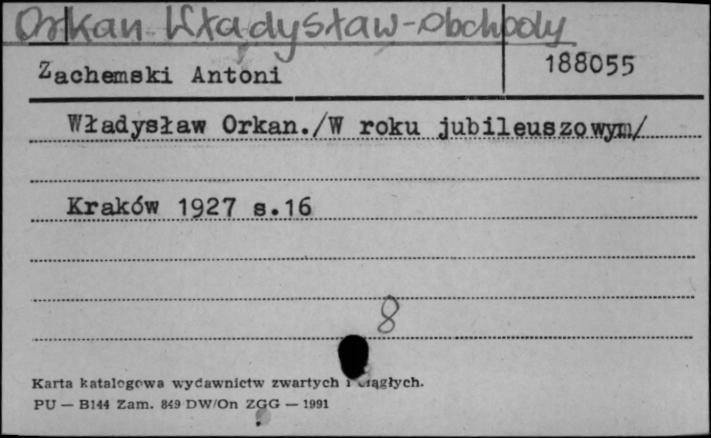 Orkan Władysław-obchody
Zachemski Antoni 188055
Władysław Orkan./W roku jubileuszowym/
Kraków 1927 s.16
8
Karta katalogowa wydawnictw zwartych i ciągłych.
PU — B144 Zam. 849 DW/On ZGG — 1991